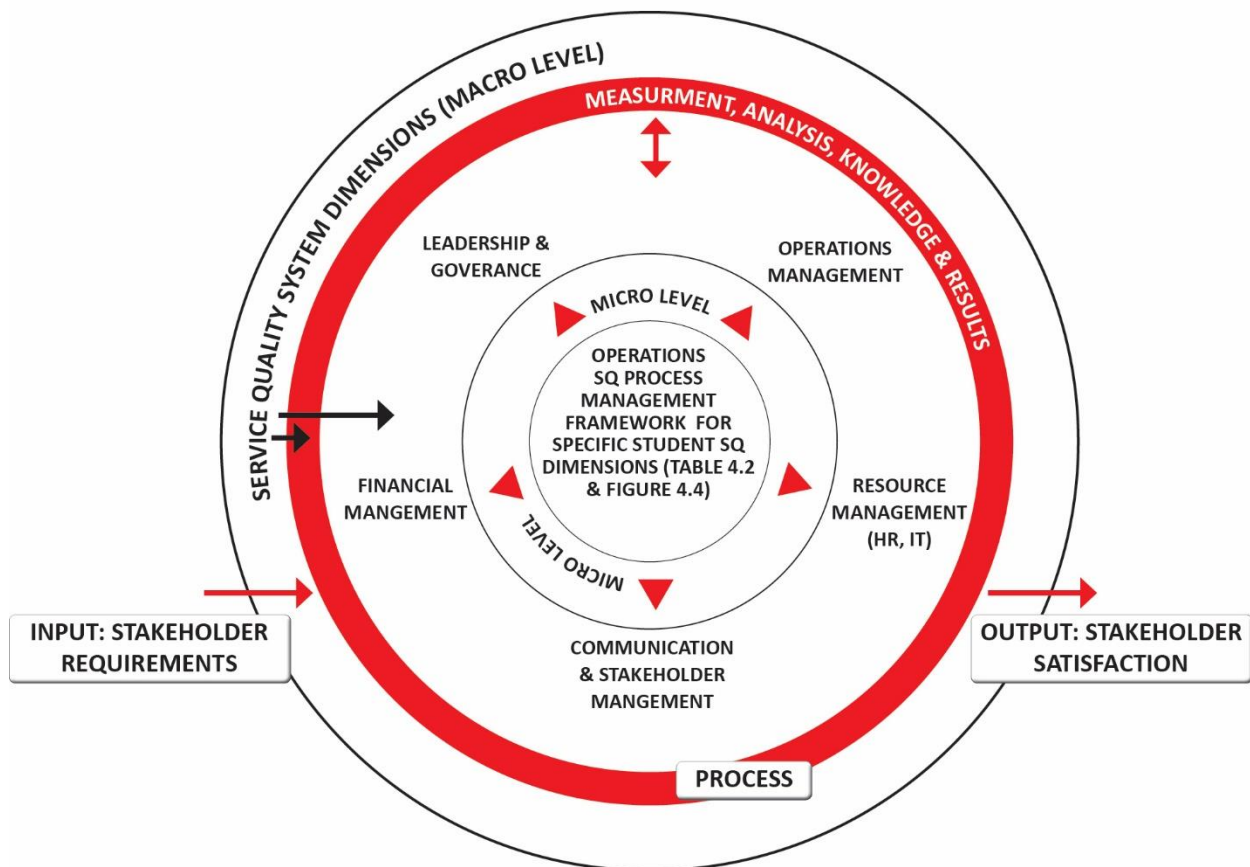 SERVICE QUALITY SYSTEM DIMENSIONS (MACRO LEVEL)
MEASURMENT, ANALYSIS, KNOWLEDGE & RESULTS
LEADERSHIP &
GOVERANCE
OPERATIONS
MANAGEMENT
MICRO LEVEL
OPERATIONS
SQ PROCESS
MANAGEMENT
FRAMEWORK FOR
SPECIFIC STUDENT SQ
DIMENSIONS (TABLE 4.2
& FIGURE 4.4)
FINANCIAL
MANGEMENT
RESOURCE
MANAGEMENT
(HR, IT)
MICRO LEVEL
INPUT: STAKEHOLDER
REQUIREMENTS
COMMUNICATION
& STAKEHOLDER
MANGEMENT
OUTPUT: STAKEHOLDER
SATISFACTION
PROCESS